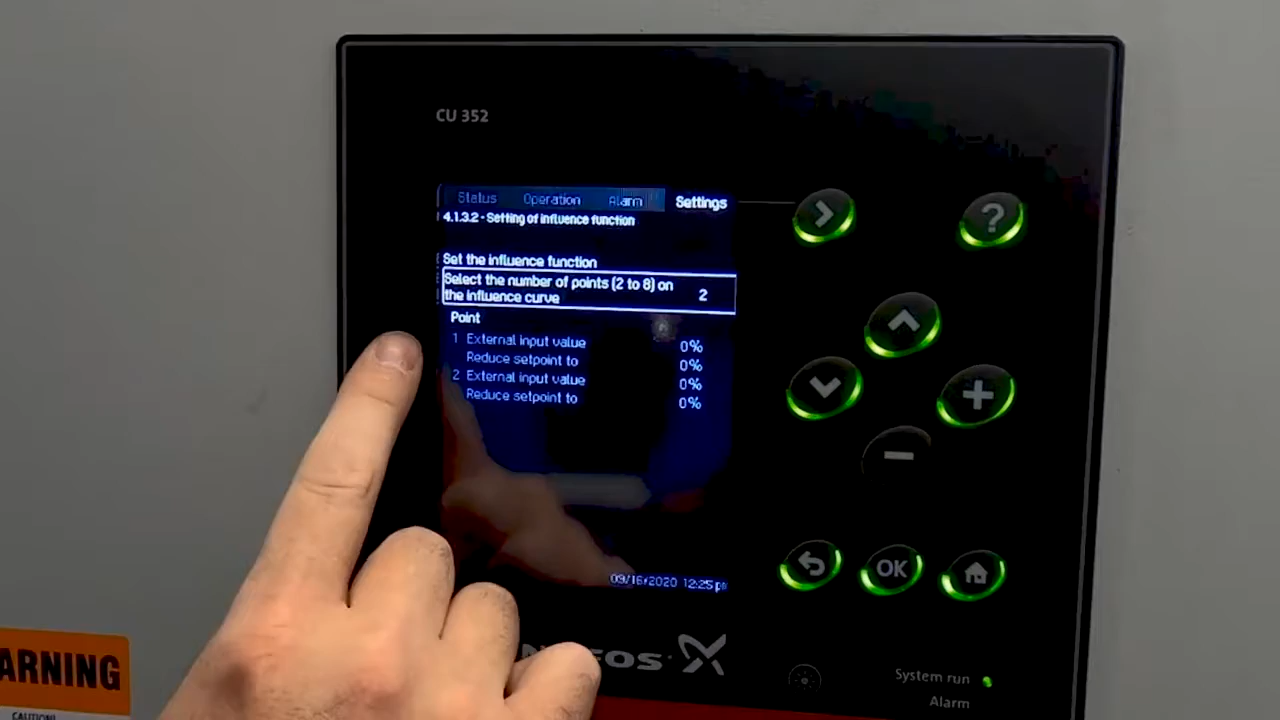 CU 352
Status Operation Alarm Settings
4.1.3.2 - Setting of influence function
Set the influence function
Select the number of points (2 to 8) on
the influence curve 2
Point
1 External input value 0%
Reduce setpoint to 0%
2 External input value 0%
Reduce setpoint to 0%
09/16/2020 12:25 p
OK
FOS
System run
Alarm
ARNING
CAUTION!